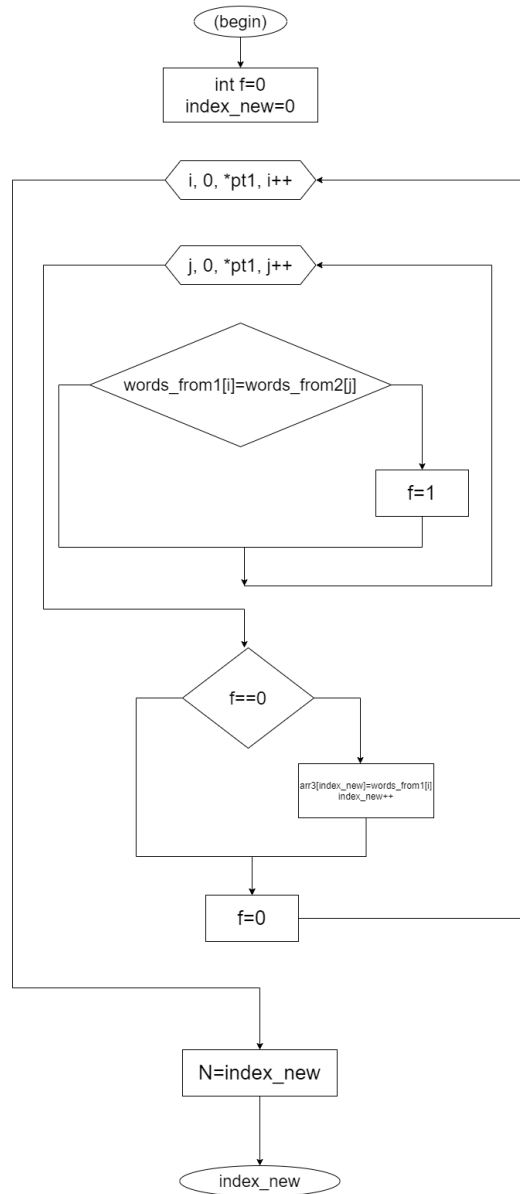 (begin)
int f=0
index_new=0
i, 0, *pt1, i++
j, 0, *pt1, j++
words_from1[i]=words_from2[j]
f=1
f==0
arr3[index_new]=words_from1[i]
index_new++
f=0
N=index_new
index_new